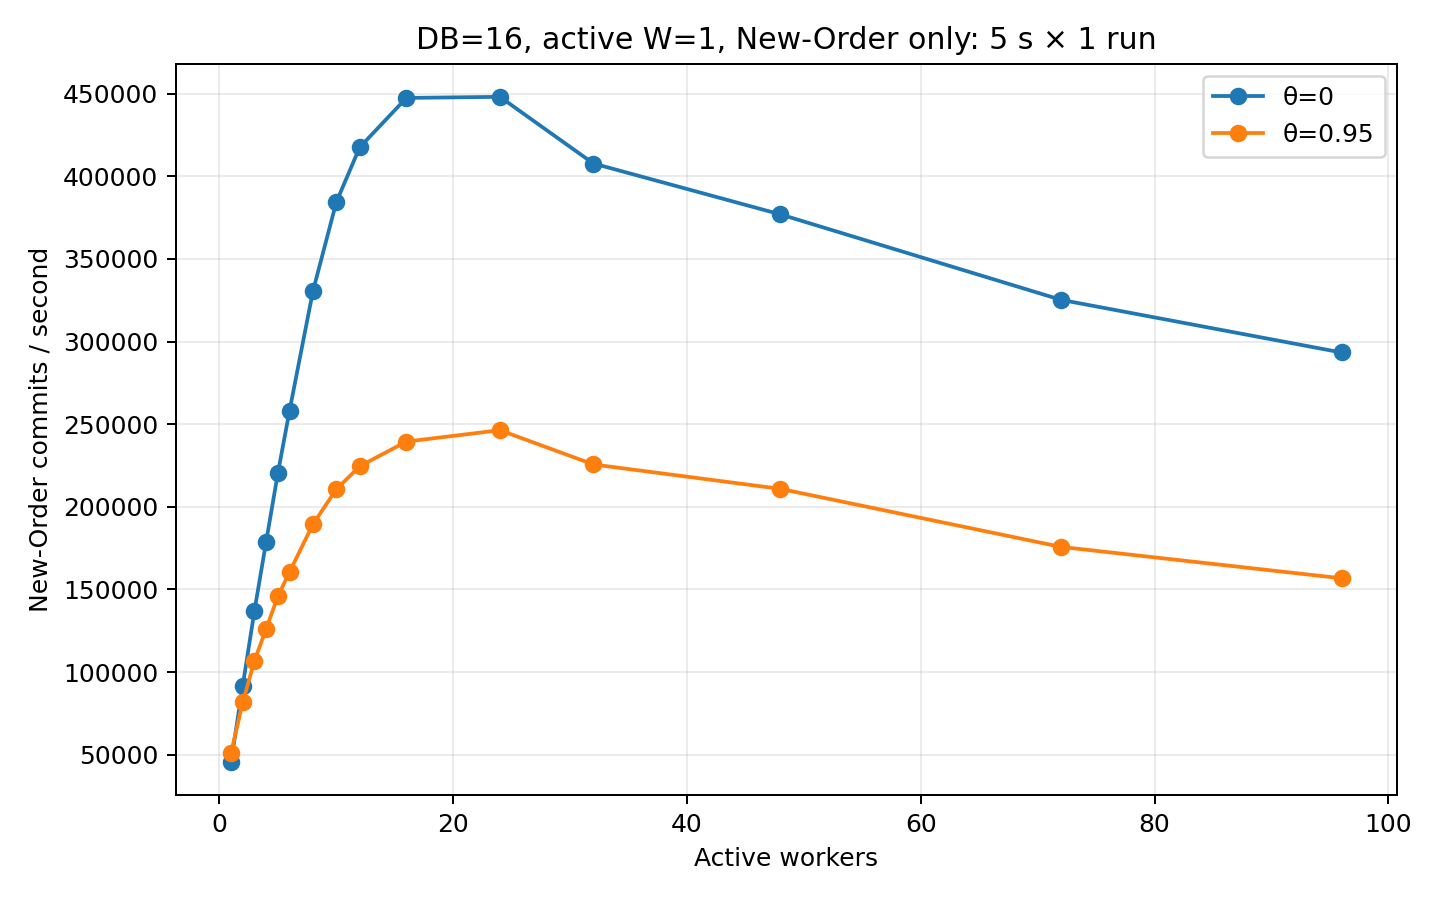 DB=16, active W=1, New-Order only: 5 s × 1 run
New-Order commits / second
450000
400000
350000
300000
250000
200000
150000
100000
50000
θ=0
θ=0.95
0 20 40 60 80 100
Active workers